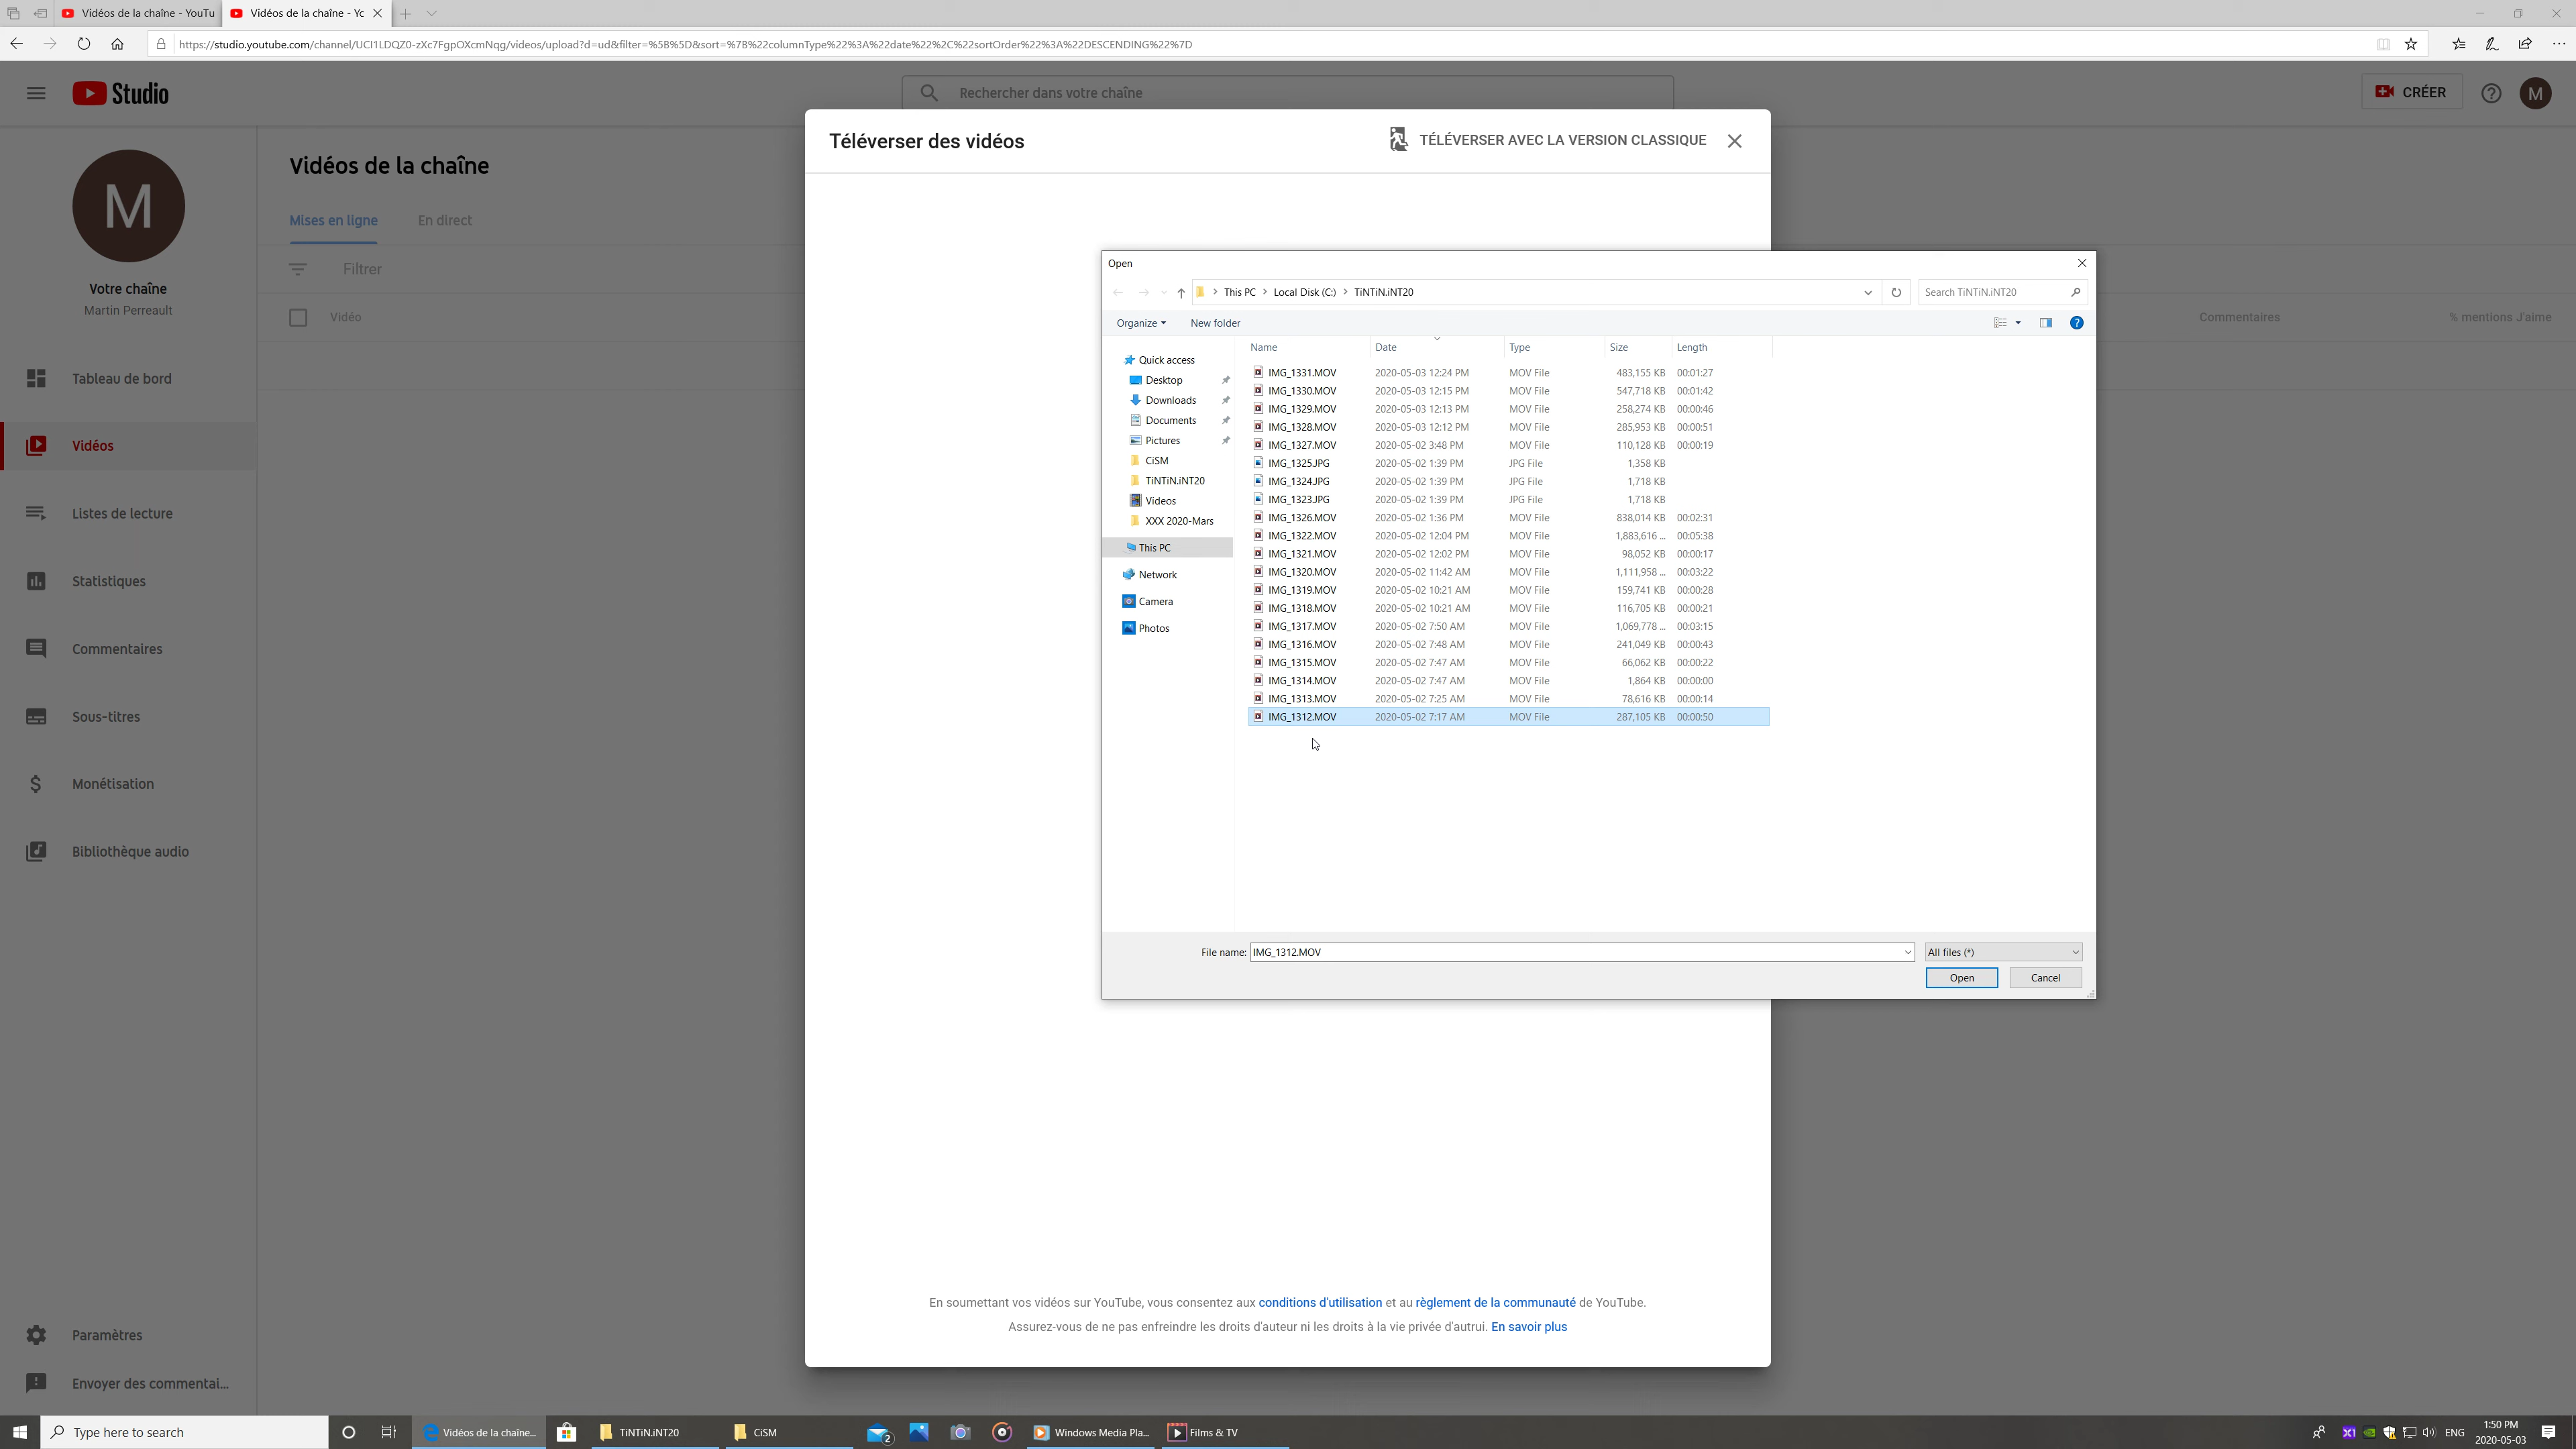 Vidéos de la chaîne - YouTu
Vidéos de la chaîne - Yc
https://studio.youtube.com/channel/UCI1LDQZ0-zXc7FgpOXcmNqg/videos/upload?d=ud&filter=%5B%5D&sort=%7B%22columnType%22%3A%22date%22%2C%22sortOrder%22%3A%22DESCENDING%22%7D
Studio
Rechercher dans votre chaîne
CRÉER
M
M
Votre chaîne
Martin Perreault
Tableau de bord
Vidéos
Listes de lecture
Statistiques
Commentaires
Sous-titres
Monétisation
Bibliothèque audio
Paramètres
Envoyer des commentai...
Vidéos de la chaîne
Mises en ligne En direct
Filtrer
Vidéo
Commentaires % mentions J'aime
Téléverser des vidéos
TÉLÉVERSER AVEC LA VERSION CLASSIQUE
Open
This PC > Local Disk (C:) > TiNTiN.iNT20
Search TiNTiN.iNT20
Organize New folder
Quick access
Desktop
Downloads
Documents
Pictures
CiSM
TiNTiN.iNT20
Videos
XXX 2020-Mars
This PC
Network
Camera
Photos
Name Date Type Size Length
IMG_1331.MOV 2020-05-03 12:24 PM MOV File 483,155 KB 00:01:27
IMG_1330.MOV 2020-05-03 12:15 PM MOV File 547,718 KB 00:01:42
IMG_1329.MOV 2020-05-03 12:13 PM MOV File 258,274 KB 00:00:46
IMG_1328.MOV 2020-05-03 12:12 PM MOV File 285,953 KB 00:00:51
IMG_1327.MOV 2020-05-02 3:48 PM MOV File 110,128 KB 00:00:19
IMG_1325.JPG 2020-05-02 1:39 PM JPG File 1,358 KB
IMG_1324.JPG 2020-05-02 1:39 PM JPG File 1,718 KB
IMG_1323.JPG 2020-05-02 1:39 PM JPG File 1,718 KB
IMG_1326.MOV 2020-05-02 1:36 PM MOV File 838,014 KB 00:02:31
IMG_1322.MOV 2020-05-02 12:04 PM MOV File 1,883,616 ... 00:05:38
IMG_1321.MOV 2020-05-02 12:02 PM MOV File 98,052 KB 00:00:17
IMG_1320.MOV 2020-05-02 11:42 AM MOV File 1,111,958 ... 00:03:22
IMG_1319.MOV 2020-05-02 10:21 AM MOV File 159,741 KB 00:00:28
IMG_1318.MOV 2020-05-02 10:21 AM MOV File 116,705 KB 00:00:21
IMG_1317.MOV 2020-05-02 7:50 AM MOV File 1,069,778 ... 00:03:15
IMG_1316.MOV 2020-05-02 7:48 AM MOV File 241,049 KB 00:00:43
IMG_1315.MOV 2020-05-02 7:47 AM MOV File 66,062 KB 00:00:22
IMG_1314.MOV 2020-05-02 7:47 AM MOV File 1,864 KB 00:00:00
IMG_1313.MOV 2020-05-02 7:25 AM MOV File 78,616 KB 00:00:14
IMG_1312.MOV 2020-05-02 7:17 AM MOV File 287,105 KB 00:00:50
File name: IMG_1312.MOV
All files (*)
Open Cancel
En soumettant vos vidéos sur YouTube, vous consentez aux conditions d'utilisation et au règlement de la communauté de YouTube.
Assurez-vous de ne pas enfreindre les droits d'auteur ni les droits à la vie privée d'autrui. En savoir plus
Type here to search
Vidéos de la chaîne...
TiNTiN.iNT20
CiSM
2
Windows Media Pla...
Films & TV
X1
ENG
1:50 PM
2020-05-03